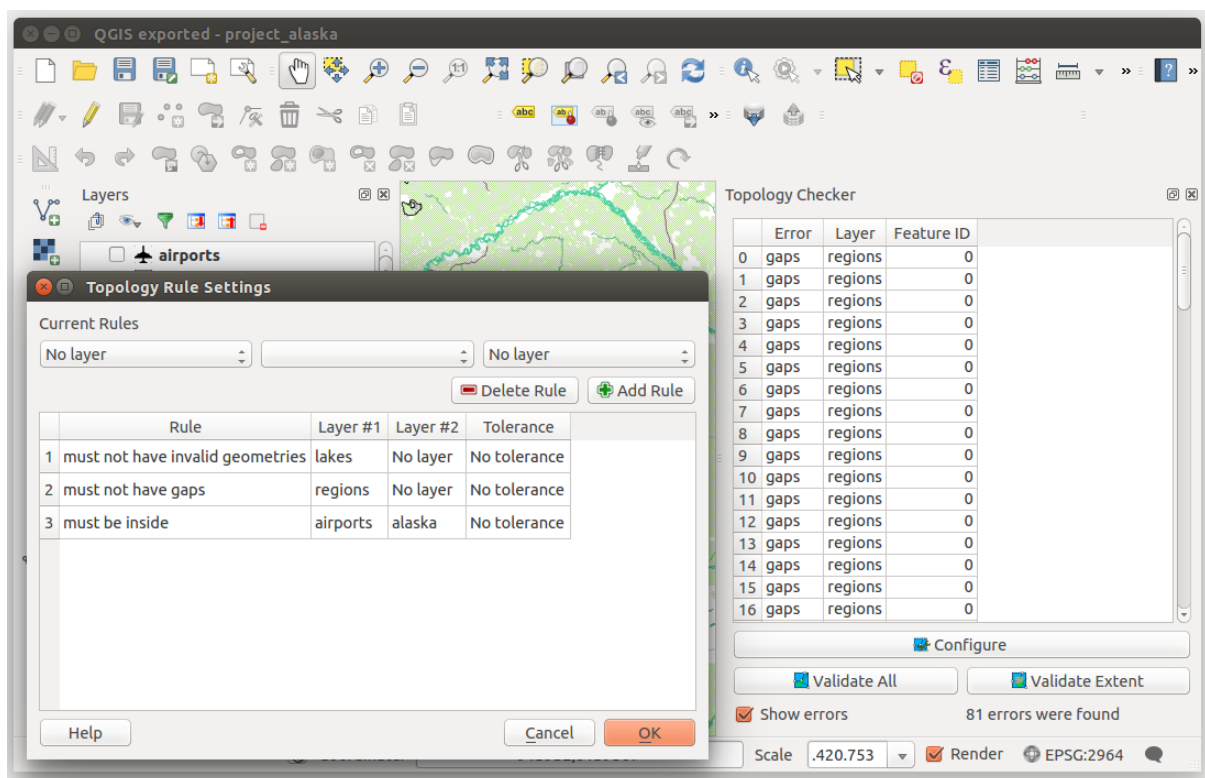 QGIS exported - project_alaska
1:1
abc
Layers
airports
Topology Checker
Error Layer Feature ID
0 gaps regions 0
1 gaps regions 0
2 gaps regions 0
3 gaps regions 0
4 gaps regions 0
5 gaps regions 0
6 gaps regions 0
7 gaps regions 0
8 gaps regions 0
9 gaps regions 0
10 gaps regions 0
11 gaps regions 0
12 gaps regions 0
13 gaps regions 0
14 gaps regions 0
15 gaps regions 0
16 gaps regions 0
Configure
Validate All Validate Extent
Show errors 81 errors were found
Topology Rule Settings
Current Rules
No layer No layer
Delete Rule Add Rule
Rule Layer #1 Layer #2 Tolerance
1 must not have invalid geometries lakes No layer No tolerance
2 must not have gaps regions No layer No tolerance
3 must be inside airports alaska No tolerance
Help Cancel OK
Scale .420.753 Render EPSG:2964